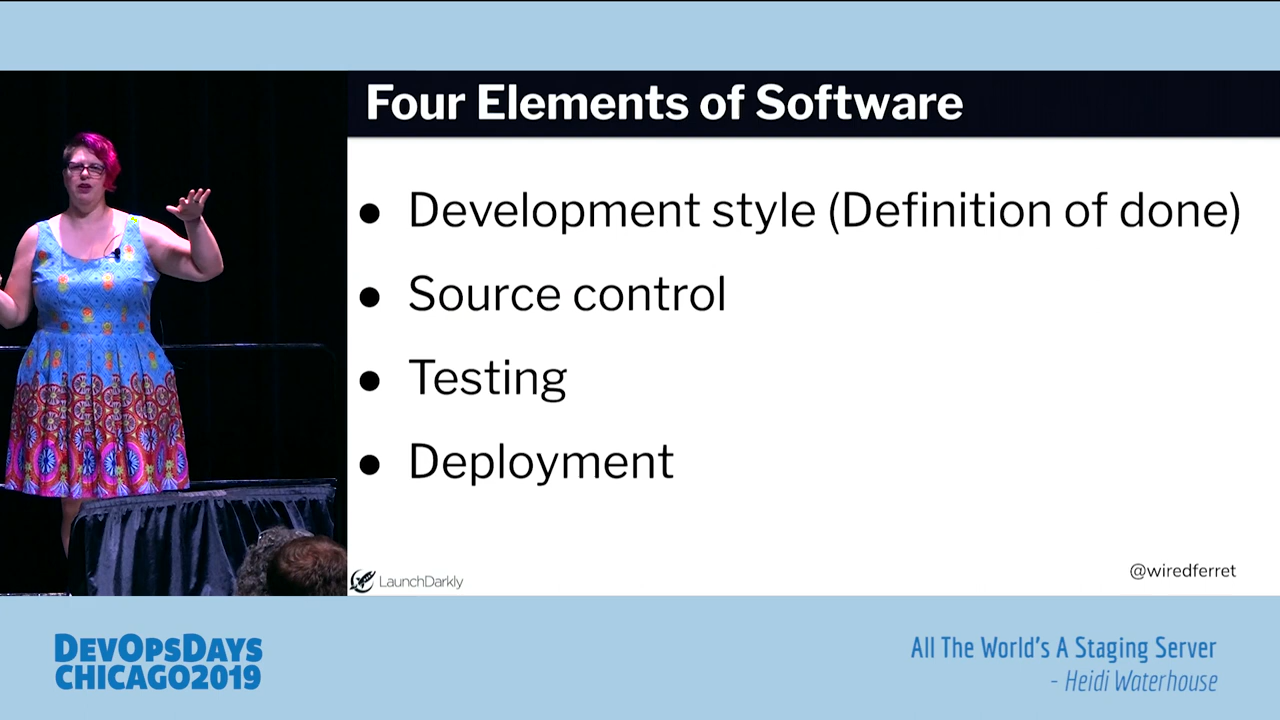 Four Elements of Software
● Development style (Definition of done)
● Source control
● Testing
● Deployment
LaunchDarkly
@wiredferret
DEVOPSDAYS
CHICAGO2019
All The World's A Staging Server
- Heidi Waterhouse